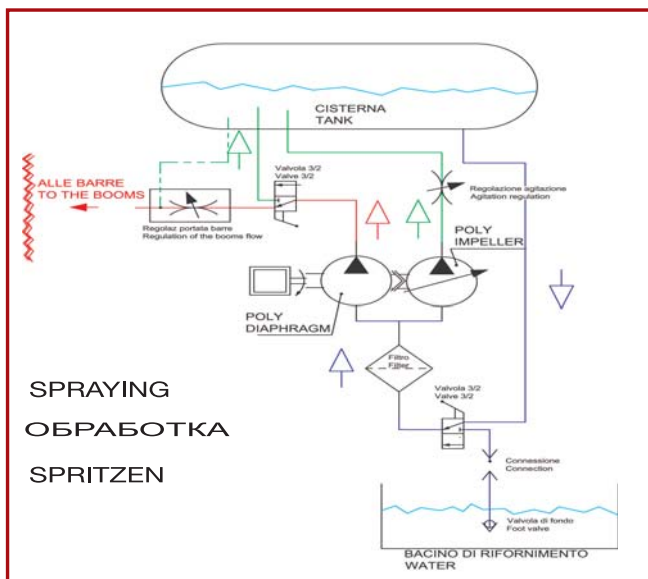 CISTERNA
TANK
ALLE BARRE
TO THE BOOMS
Valvola 3/2
Valve 3/2
Regolazione agitazione
Agitation regulation
Regolaz portata barre
Regulation of the booms flow
POLY
IMPELLER
POLY
DIAPHRAGM
Filtro
Filter
SPRAYING
ОБРАБОТКА
SPRITZEN
Valvola 3/2
Valve 3/2
Connessione
Connection
Valvola di fondo
Foot valve
BACINO DI RIFORNIMENTO
WATER